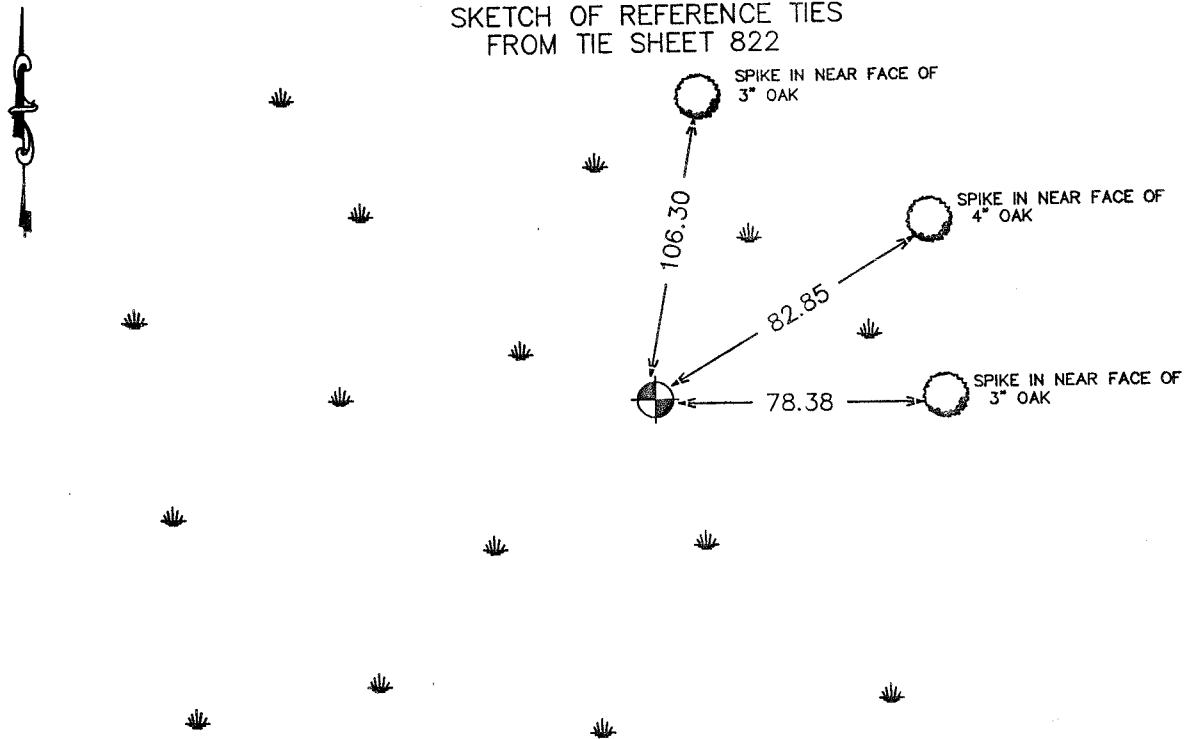 SKETCH OF REFERENCE TIES
FROM TIE SHEET 822
SPIKE IN NEAR FACE OF
3" OAK
106.30
SPIKE IN NEAR FACE OF
4" OAK
82.85
SPIKE IN NEAR FACE OF
3" OAK
78.38